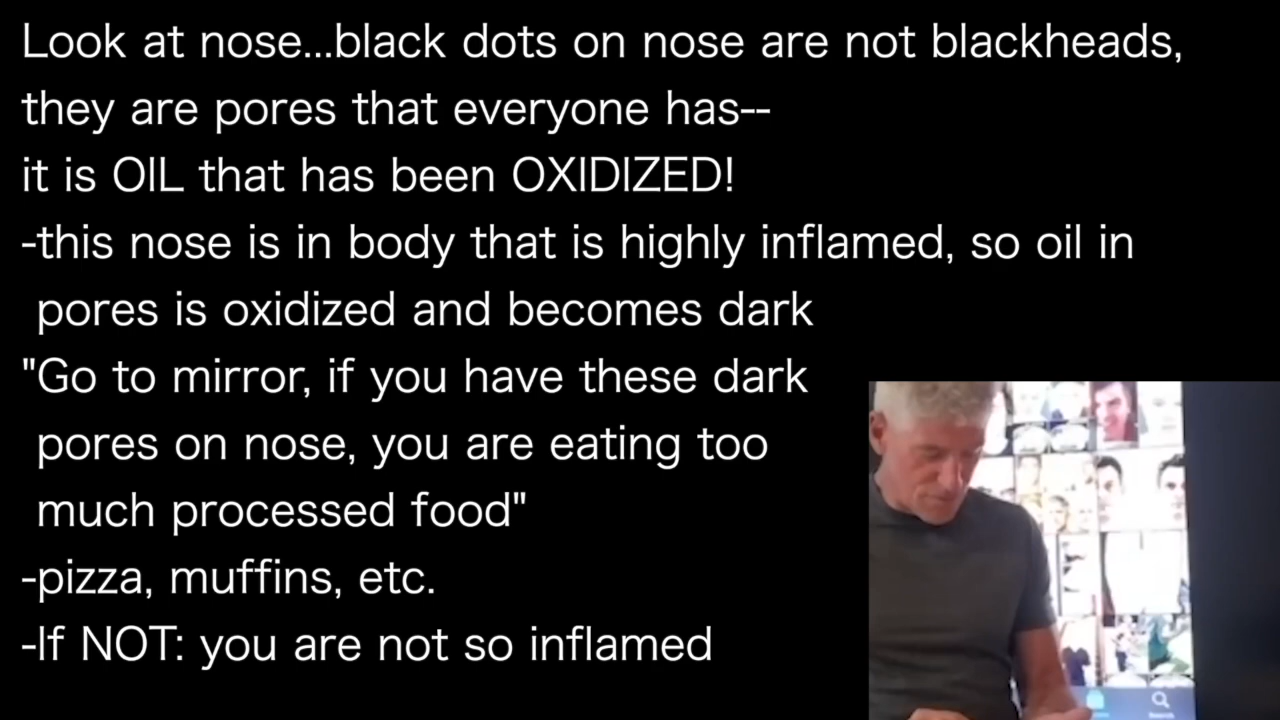 Look at nose...black dots on nose are not blackheads,
they are pores that everyone has--
it is OIL that has been OXIDIZED!
-this nose is in body that is highly inflamed, so oil in
pores is oxidized and becomes dark
"Go to mirror, if you have these dark
pores on nose, you are eating too
much processed food"
-pizza, muffins, etc.
-If NOT: you are not so inflamed